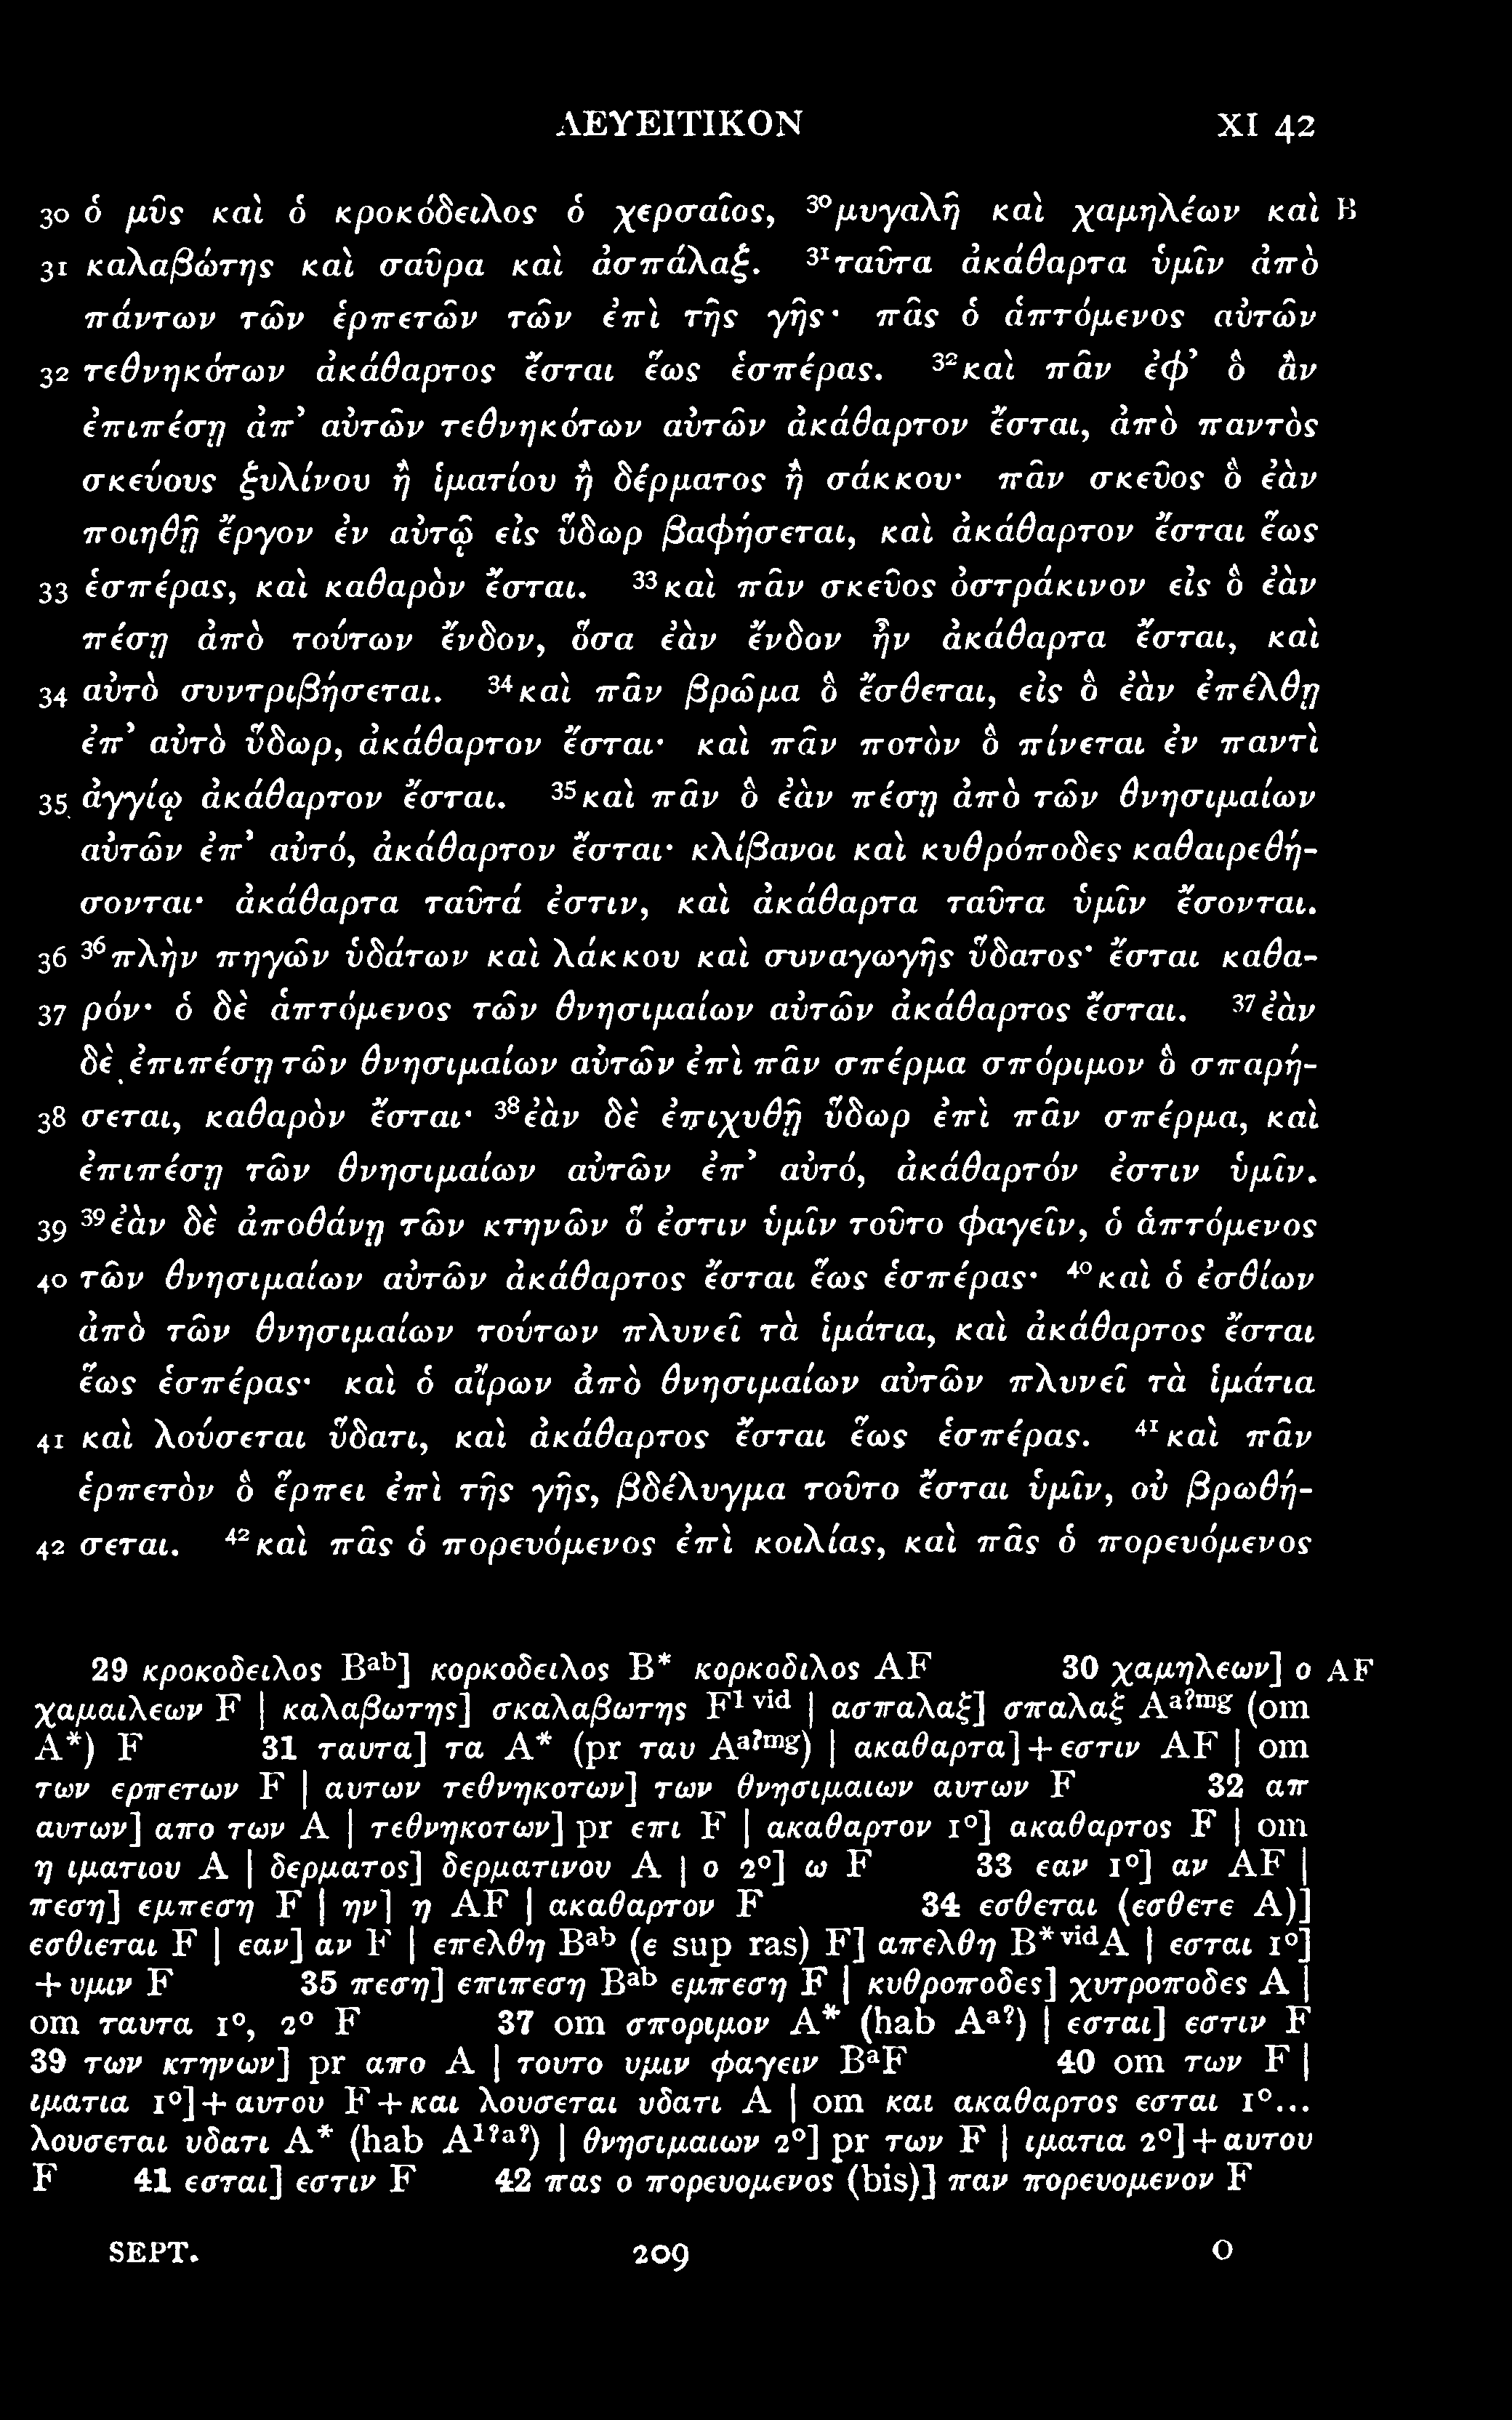 ΛΕΥΕΙΤΙΚΟΝ XI 42
30 ὁ μῦς καὶ ὁ κροκόδειλος ὁ χερσαῖος, ³⁰μυγαλῆ καὶ χαμηλέων καὶ B
31 καλαβώτης καὶ σαῦρα καὶ ἀσπάλαξ. ³¹ταῦτα ἀκάθαρτα ὑμῖν ἀπὸ
πάντων τῶν ἑρπετῶν τῶν ἐπὶ τῆς γῆς· πᾶς ὁ ἁπτόμενος αὐτῶν
32 τεθνηκότων ἀκάθαρτος ἔσται ἕως ἑσπέρας. ³²καὶ πᾶν ἐφ’ ὃ ἂν
ἐπιπέσῃ ἀπ’ αὐτῶν τεθνηκότων αὐτῶν ἀκάθαρτον ἔσται, ἀπὸ παντὸς
σκεύους ξυλίνου ἢ ἱματίου ἢ δέρματος ἢ σάκκου· πᾶν σκεῦος ὃ ἐὰν
ποιηθῇ ἔργον ἐν αὐτῷ εἰς ὕδωρ βαφήσεται, καὶ ἀκάθαρτον ἔσται ἕως
33 ἑσπέρας, καὶ καθαρὸν ἔσται. ³³καὶ πᾶν σκεῦος ὀστράκινον εἰς ὃ ἐὰν
πέσῃ ἀπὸ τούτων ἔνδον, ὅσα ἐὰν ἔνδον ἦν ἀκάθαρτα ἔσται, καὶ
34 αὐτὸ συντριβήσεται. ³⁴καὶ πᾶν βρῶμα ὃ ἔσθεται, εἰς ὃ ἐὰν ἐπέλθῃ
ἐπ’ αὐτὸ ὕδωρ, ἀκάθαρτον ἔσται· καὶ πᾶν ποτὸν ὃ πίνεται ἐν παντὶ
35 ἀγγίῳ ἀκάθαρτον ἔσται. ³⁵καὶ πᾶν ὃ ἐὰν πέσῃ ἀπὸ τῶν θνησιμαίων
αὐτῶν ἐπ’ αὐτό, ἀκάθαρτον ἔσται· κλίβανοι καὶ κυθρόποδες καθαιρεθή-
σονται· ἀκάθαρτα ταῦτά ἐστιν, καὶ ἀκάθαρτα ταῦτα ὑμῖν ἔσονται.
36 ³⁶πλὴν πηγῶν ὑδάτων καὶ λάκκου καὶ συναγωγῆς ὕδατος· ἔσται καθα-
37 ρόν· ὁ δὲ ἁπτόμενος τῶν θνησιμαίων αὐτῶν ἀκάθαρτος ἔσται. ³⁷ἐὰν
δὲ ἐπιπέσῃ τῶν θνησιμαίων αὐτῶν ἐπὶ πᾶν σπέρμα σπόριμον ὃ σπαρή-
38 σεται, καθαρὸν ἔσται· ³⁸ἐὰν δὲ ἐπιχυθῇ ὕδωρ ἐπὶ πᾶν σπέρμα, καὶ
ἐπιπέσῃ τῶν θνησιμαίων αὐτῶν ἐπ’ αὐτό, ἀκάθαρτόν ἐστιν ὑμῖν.
39 ³⁹ἐὰν δὲ ἀποθάνῃ τῶν κτηνῶν ὅ ἐστιν ὑμῖν τοῦτο φαγεῖν, ὁ ἁπτόμενος
40 τῶν θνησιμαίων αὐτῶν ἀκάθαρτος ἔσται ἕως ἑσπέρας· ⁴⁰καὶ ὁ ἐσθίων
ἀπὸ τῶν θνησιμαίων τούτων πλυνεῖ τὰ ἱμάτια, καὶ ἀκάθαρτος ἔσται
ἕως ἑσπέρας· καὶ ὁ αἴρων ἀπὸ θνησιμαίων αὐτῶν πλυνεῖ τὰ ἱμάτια
41 καὶ λούσεται ὕδατι, καὶ ἀκάθαρτος ἔσται ἕως ἑσπέρας. ⁴¹καὶ πᾶν
ἑρπετὸν ὃ ἕρπει ἐπὶ τῆς γῆς, βδέλυγμα τοῦτο ἔσται ὑμῖν, οὐ βρωθή-
42 σεται. ⁴²καὶ πᾶς ὁ πορευόμενος ἐπὶ κοιλίας, καὶ πᾶς ὁ πορευόμενος
29 κροκοδειλος Bᵃᵇ] κορκοδειλος B* κορκοδιλος AF 30 χαμηλεων] ο AF
χαμαιλεων F | καλαβωτης] σκαλαβωτης F¹ ᵛⁱᵈ | ασπαλαξ] σπαλαξ Aᵃ?ᵐᵍ (om
A*) F 31 ταυτα] τα A* (pr ταυ Aᵃ?ᵐᵍ) | ακαθαρτα] + εστιν AF | om
των ερπετων F | αυτων τεθνηκοτων] των θνησιμαιων αυτων F 32 απ
αυτων] απο των A | τεθνηκοτων] pr επι F | ακαθαρτον 1°] ακαθαρτος F | om
η ιματιου A | δερματος] δερματινου A | ο 2°] ω F 33 εαν 1°] αν AF |
πεση] εμπεση F | ην] η AF | ακαθαρτον F 34 εσθεται (εσθετε A)]
εσθιεται F | εαν] αν F | επελθη Bᵃᵇ (ε sup ras) F] απελθη B*ᵛⁱᵈA | εσται 1°]
+ υμιν F 35 πεση] επιπεση Bᵃᵇ εμπεση F | κυθροποδες] χυτροποδες A |
om ταυτα 1°, 2° F 37 om σποριμον A* (hab Aᵃ?) | εσται] εστιν F
39 των κτηνων] pr απο A | τουτο υμιν φαγειν BᵃF 40 om των F |
ιματια 1°] + αυτου F + και λουσεται υδατι A | om και ακαθαρτος εσται 1°...
λουσεται υδατι A* (hab A¹?ᵃ?) | θνησιμαιων 2°] pr των F | ιματια 2°] + αυτου
F 41 εσται] εστιν F 42 πας ο πορευομενος (bis)] παν πορευομενον F
SEPT. 209 O